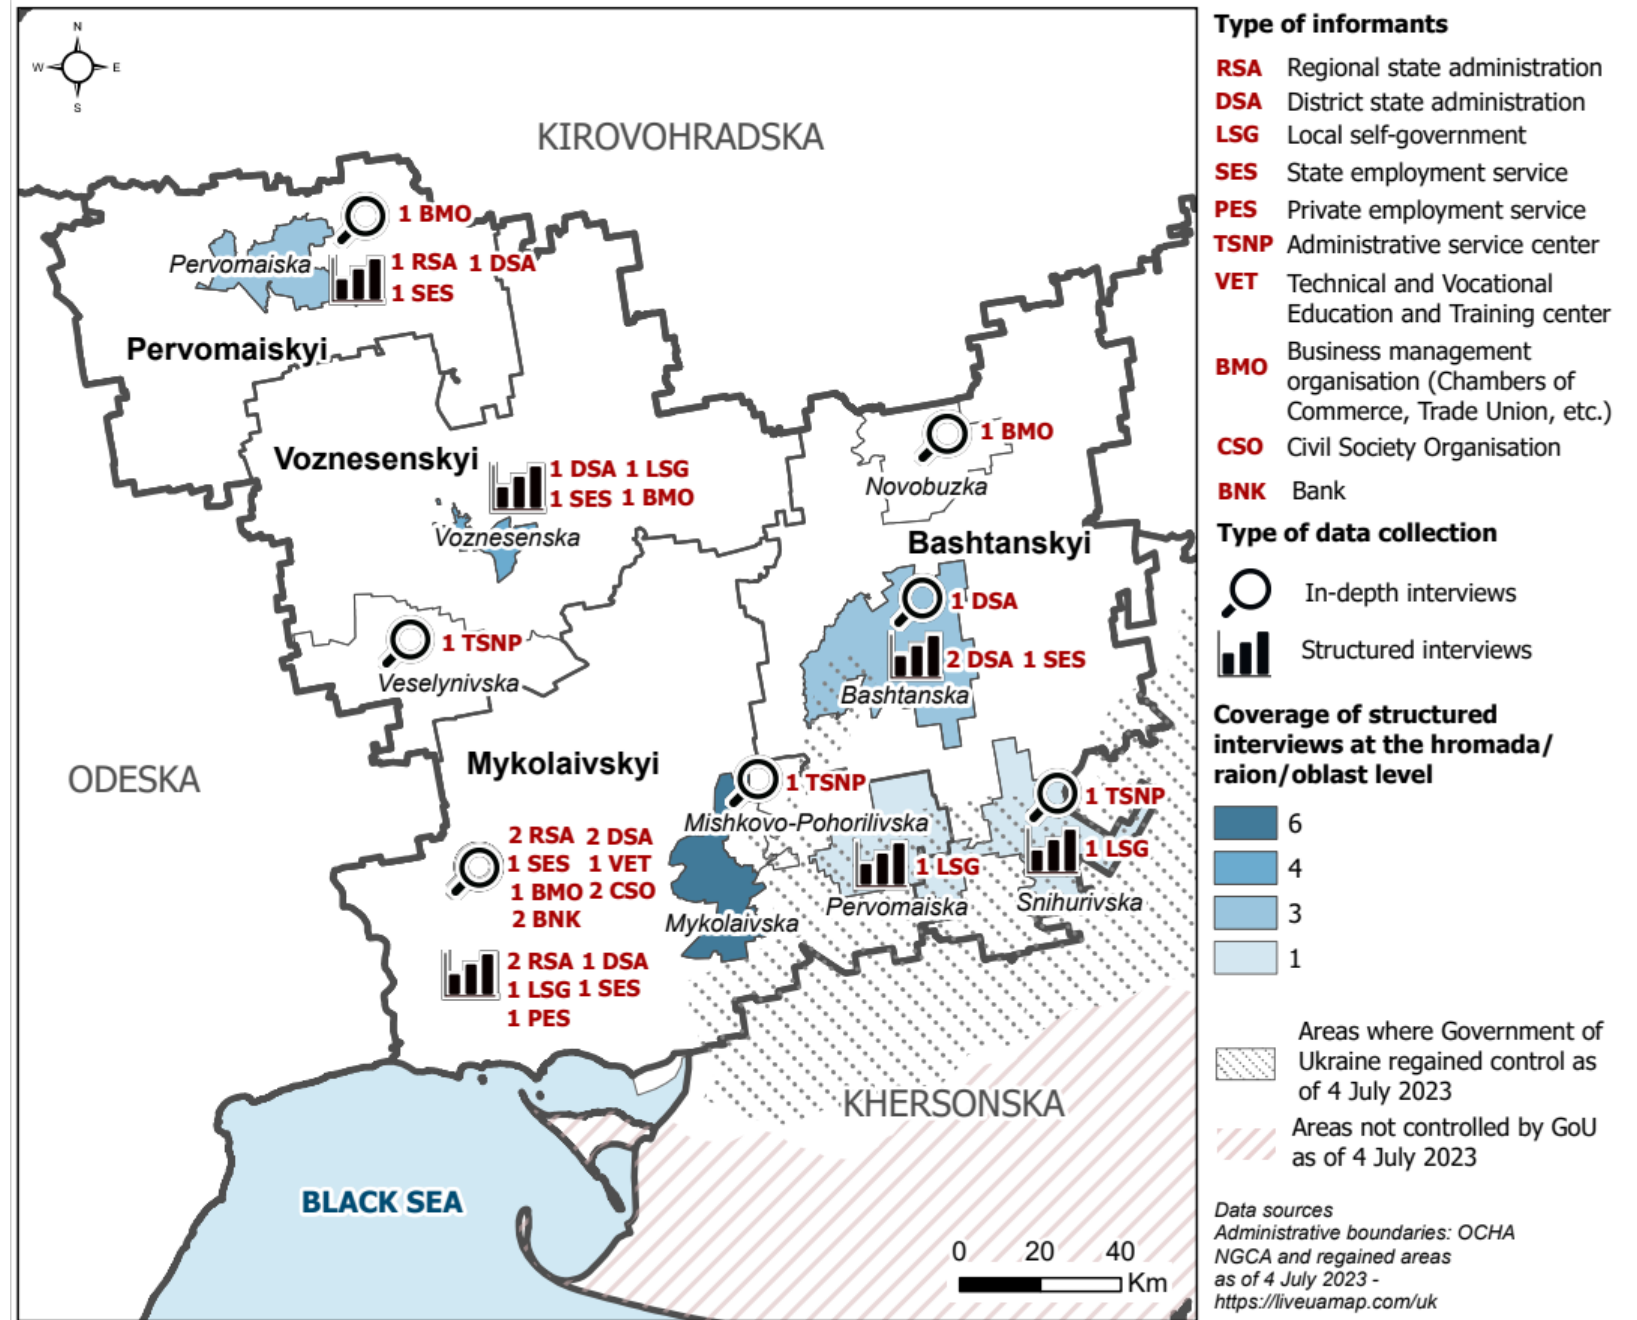 N
W E
S
KIROVOHRADSKA
1 BMO
Pervomaiska
1 RSA 1 DSA
1 SES
Pervomaiskyi
Voznesenskyi
1 DSA 1 LSG
1 SES 1 BMO
Voznesenska
1 BMO
Novobuzka
Bashtanskyi
1 DSA
2 DSA 1 SES
Bashtanska
1 TSNP
Veselynivska
ODESKA
Mykolaivskyi
1 TSNP
Mishkovo-Pohorilivska
1 TSNP
1 LSG
Snihurivska
1 LSG
Pervomaiska
2 RSA 2 DSA
1 SES 1 VET
1 BMO 2 CSO
2 BNK
Mykolaivska
2 RSA 1 DSA
1 LSG 1 SES
1 PES
KHERSONSKA
BLACK SEA
0 20 40
Km
Type of informants
RSA Regional state administration
DSA District state administration
LSG Local self-government
SES State employment service
PES Private employment service
TSNP Administrative service center
VET Technical and Vocational
Education and Training center
BMO Business management
organisation (Chambers of
Commerce, Trade Union, etc.)
CSO Civil Society Organisation
BNK Bank
Type of data collection
In-depth interviews
Structured interviews
Coverage of structured
interviews at the hromada/
raion/oblast level
6
4
3
1
Areas where Government of
Ukraine regained control as
of 4 July 2023
Areas not controlled by GoU
as of 4 July 2023
Data sources
Administrative boundaries: OCHA
NGCA and regained areas
as of 4 July 2023 -
https://liveuamap.com/uk